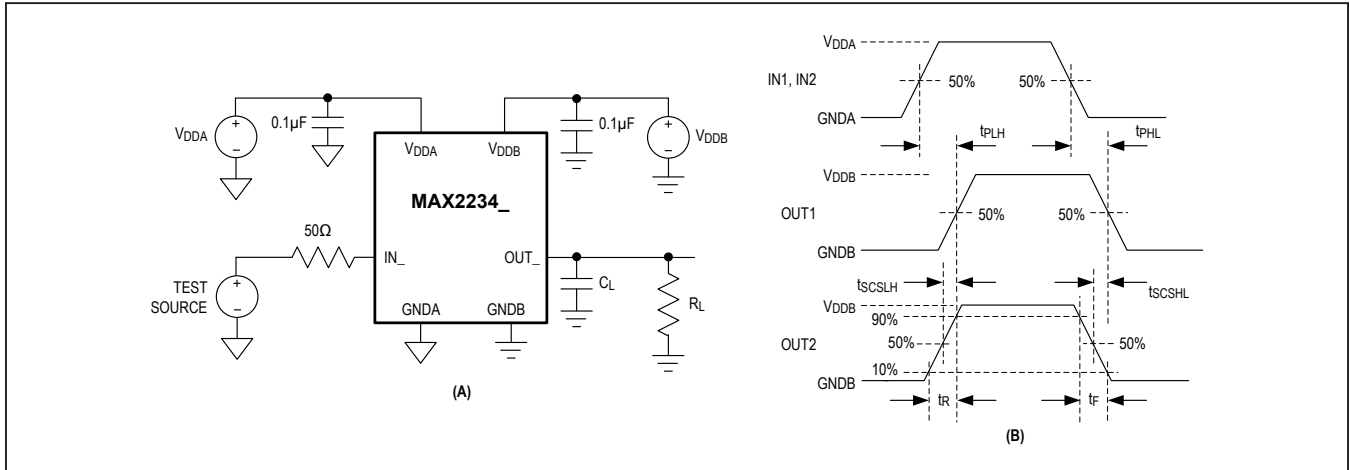 VDDA
+
−
0.1µF
0.1µF
+
−
VDDB
VDDA
VDDB
MAX2234_
50Ω
IN_
OUT_
TEST
SOURCE
+
−
GNDA
GNDB
CL
RL
(A)
VDDA
IN1, IN2
50%
50%
GNDA
tPLH
tPHL
VDDB
OUT1
50%
50%
GNDB
tSCSLH
tSCSHL
VDDB
90%
OUT2
50%
50%
10%
GNDB
tR
tF
(B)